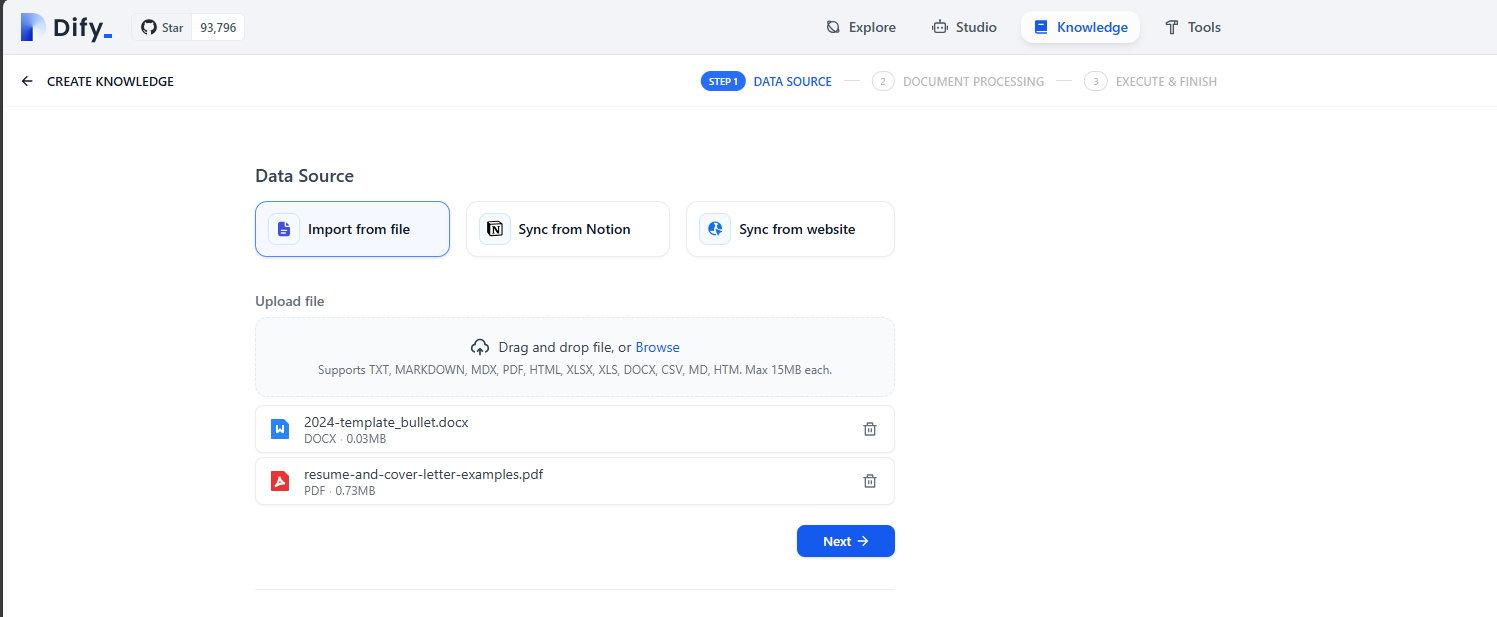 Dify_ Star 93,796 Explore Studio Knowledge Tools
CREATE KNOWLEDGE STEP 1 DATA SOURCE 2 DOCUMENT PROCESSING 3 EXECUTE & FINISH
Data Source
Import from file Sync from Notion Sync from website
Upload file
Drag and drop file, or Browse
Supports TXT, MARKDOWN, MDX, PDF, HTML, XLSX, XLS, DOCX, CSV, MD, HTM. Max 15MB each.
2024-template_bullet.docx
DOCX · 0.03MB
resume-and-cover-letter-examples.pdf
PDF · 0.73MB
Next